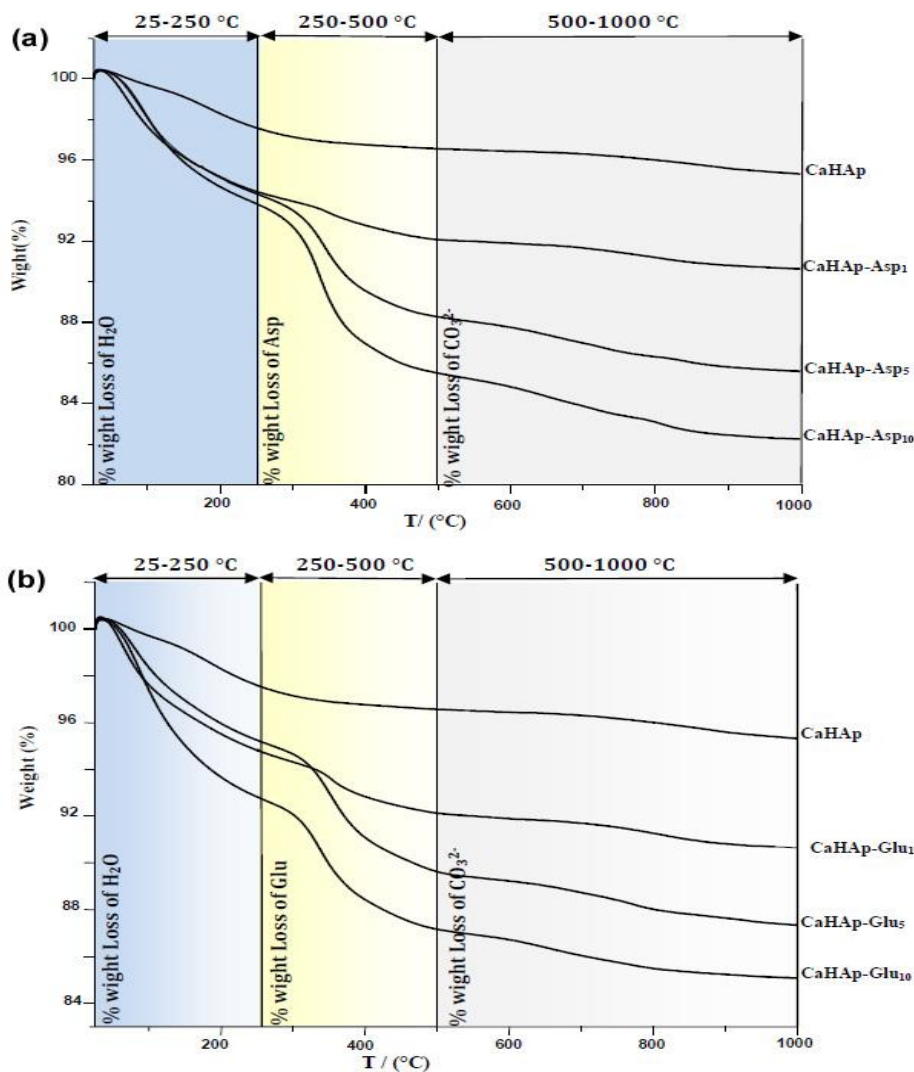 (a)
25-250 °C 250-500 °C 500-1000 °C
100
96
92
88
84
80
Wight(%)
% wight Loss of H₂O
% wight Loss of Asp
% wight Loss of CO₃²⁻
CaHAp
CaHAp-Asp₁
CaHAp-Asp₅
CaHAp-Asp₁₀
200 400 600 800 1000
T/ (°C)
(b)
25-250 °C 250-500 °C 500-1000 °C
100
96
92
88
84
Weight (%)
% wight Loss of H₂O
% wight Loss of Glu
% wight Loss of CO₃²⁻
CaHAp
CaHAp-Glu₁
CaHAp-Glu₅
CaHAp-Glu₁₀
200 400 600 800 1000
T / (°C)